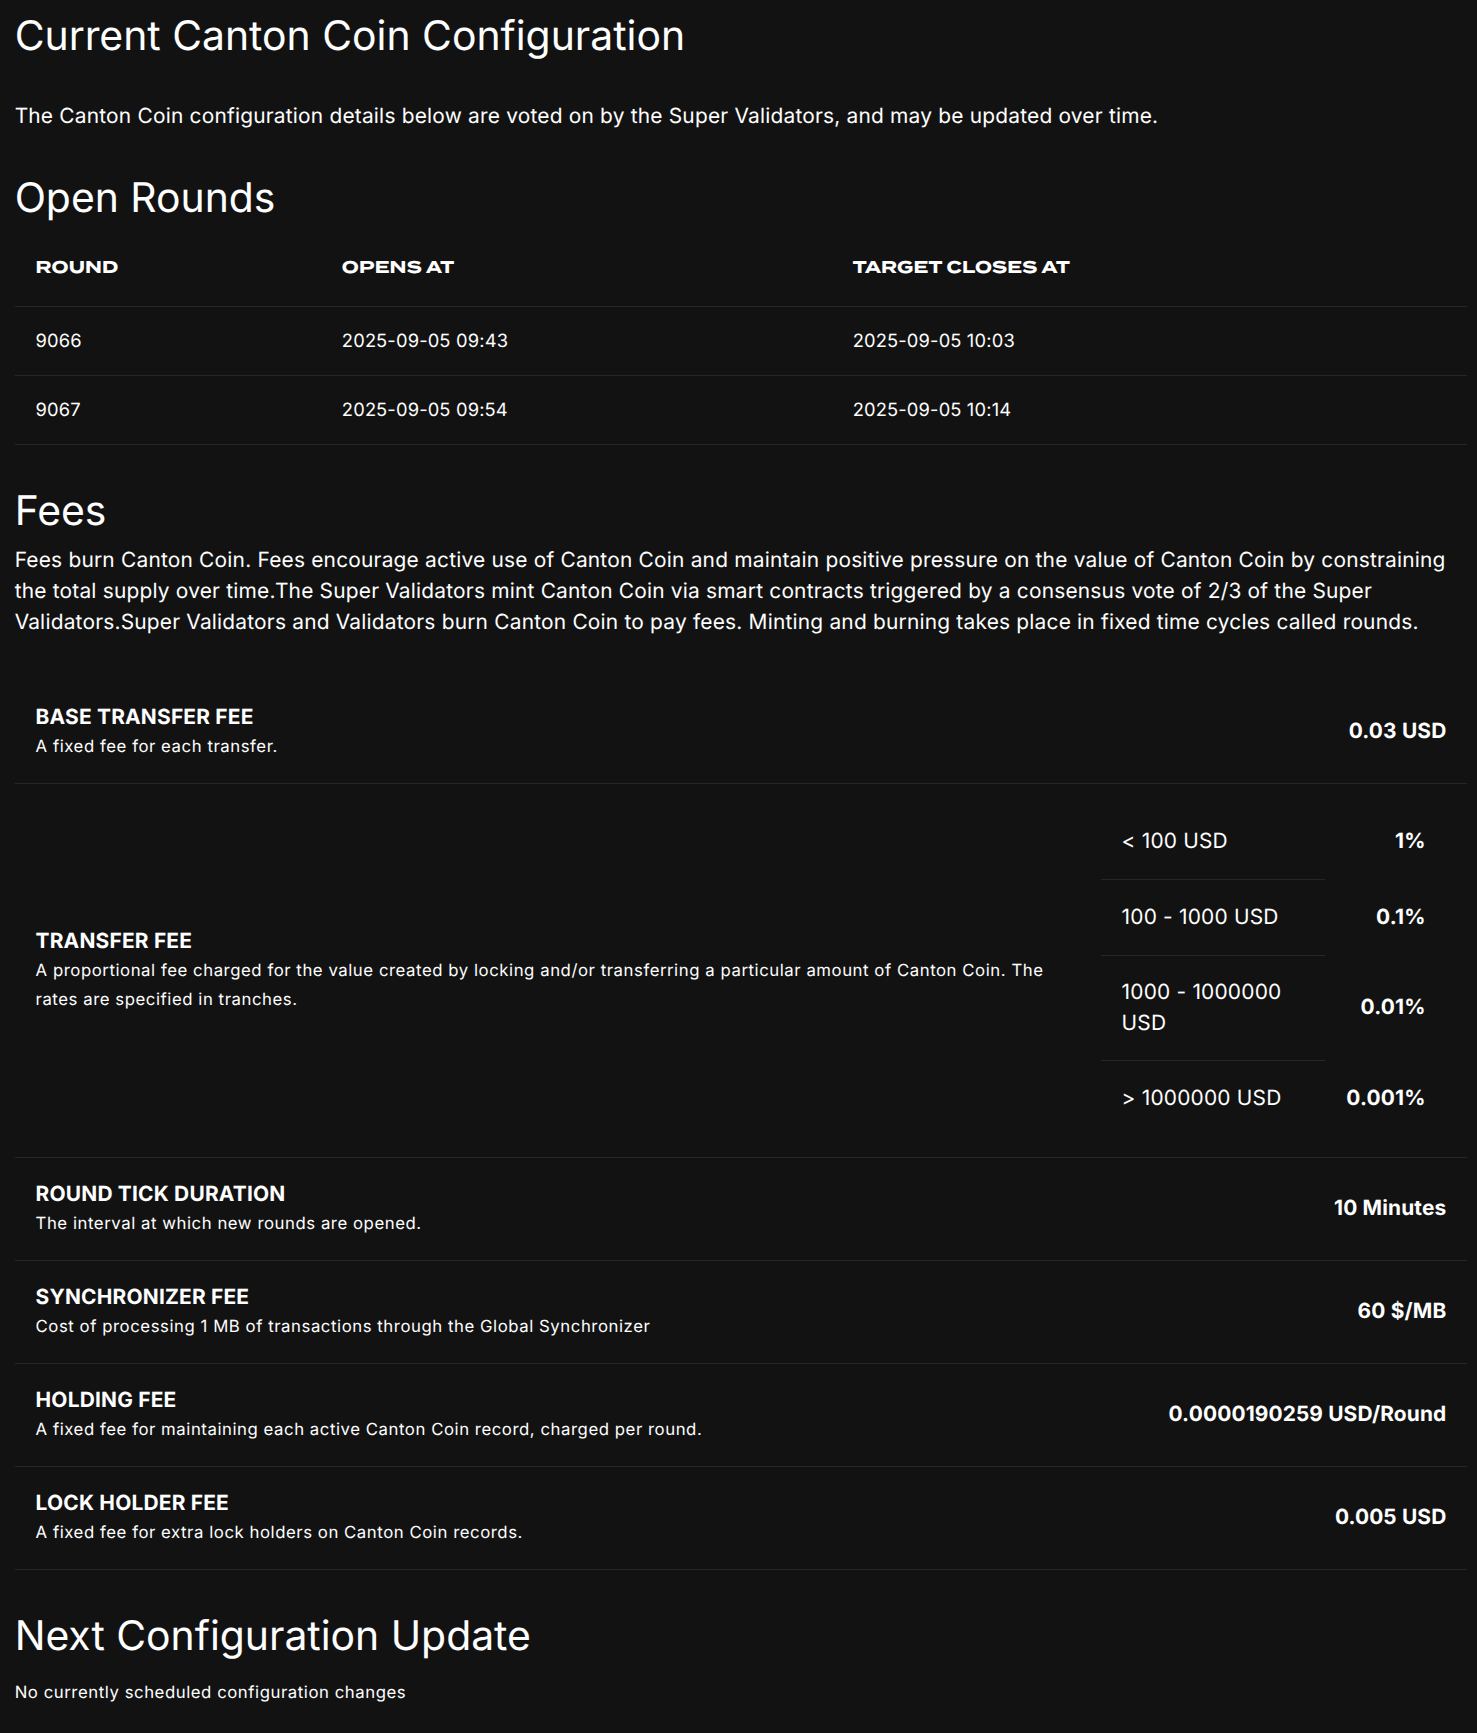 Current Canton Coin Configuration
The Canton Coin configuration details below are voted on by the Super Validators, and may be updated over time.
Open Rounds
ROUND OPENS AT TARGET CLOSES AT
9066 2025-09-05 09:43 2025-09-05 10:03
9067 2025-09-05 09:54 2025-09-05 10:14
Fees
Fees burn Canton Coin. Fees encourage active use of Canton Coin and maintain positive pressure on the value of Canton Coin by constraining
the total supply over time.The Super Validators mint Canton Coin via smart contracts triggered by a consensus vote of 2/3 of the Super
Validators.Super Validators and Validators burn Canton Coin to pay fees. Minting and burning takes place in fixed time cycles called rounds.
BASE TRANSFER FEE
A fixed fee for each transfer.
0.03 USD
TRANSFER FEE
A proportional fee charged for the value created by locking and/or transferring a particular amount of Canton Coin. The
rates are specified in tranches.
< 100 USD 1%
100 - 1000 USD 0.1%
1000 - 1000000
USD
0.01%
> 1000000 USD 0.001%
ROUND TICK DURATION
The interval at which new rounds are opened.
10 Minutes
SYNCHRONIZER FEE
Cost of processing 1 MB of transactions through the Global Synchronizer
60 $/MB
HOLDING FEE
A fixed fee for maintaining each active Canton Coin record, charged per round.
0.0000190259 USD/Round
LOCK HOLDER FEE
A fixed fee for extra lock holders on Canton Coin records.
0.005 USD
Next Configuration Update
No currently scheduled configuration changes